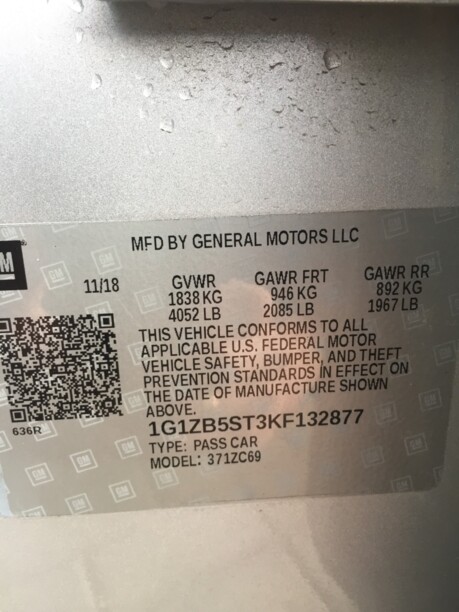 MFD BY GENERAL MOTORS LLC
GM
11/18 GVWR GAWR FRT GAWR RR
1838 KG 946 KG 892 KG
4052 LB 2085 LB 1967 LB
THIS VEHICLE CONFORMS TO ALL
APPLICABLE U.S. FEDERAL MOTOR
VEHICLE SAFETY, BUMPER, AND THEFT
PREVENTION STANDARDS IN EFFECT ON
THE DATE OF MANUFACTURE SHOWN
ABOVE.
636R
1G1ZB5ST3KF132877
TYPE: PASS CAR
MODEL: 371ZC69